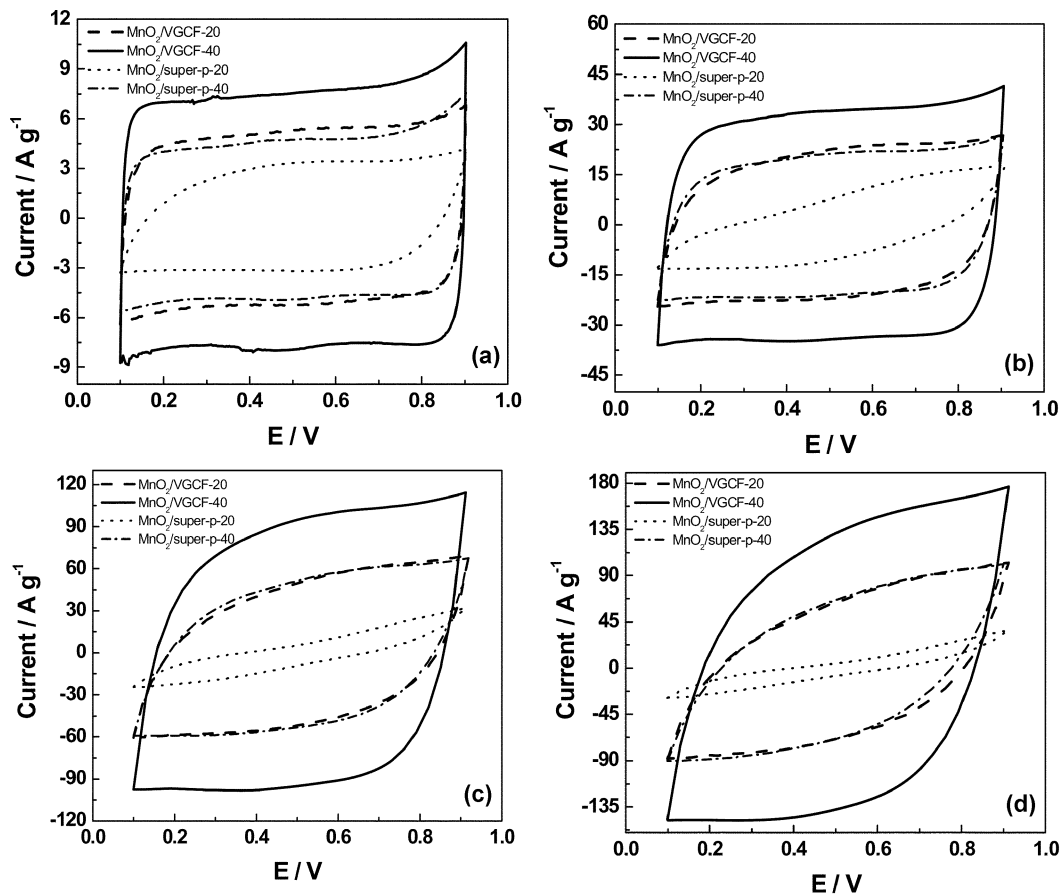 12
9
6
3
0
-3
-6
-9
Current / A g⁻¹
MnO₂/VGCF-20
MnO₂/VGCF-40
MnO₂/super-p-20
MnO₂/super-p-40
(a)
0.0 0.2 0.4 0.6 0.8 1.0
E / V
60
45
30
15
0
-15
-30
-45
Current / A g⁻¹
MnO₂/VGCF-20
MnO₂/VGCF-40
MnO₂/super-p-20
MnO₂/super-p-40
(b)
0.0 0.2 0.4 0.6 0.8 1.0
E / V
120
90
60
30
0
-30
-60
-90
-120
Current / A g⁻¹
MnO₂/VGCF-20
MnO₂/VGCF-40
MnO₂/super-p-20
MnO₂/super-p-40
(c)
0.0 0.2 0.4 0.6 0.8 1.0
E / V
180
135
90
45
0
-45
-90
-135
Current / A g⁻¹
MnO₂/VGCF-20
MnO₂/VGCF-40
MnO₂/super-p-20
MnO₂/super-p-40
(d)
0.0 0.2 0.4 0.6 0.8 1.0
E / V